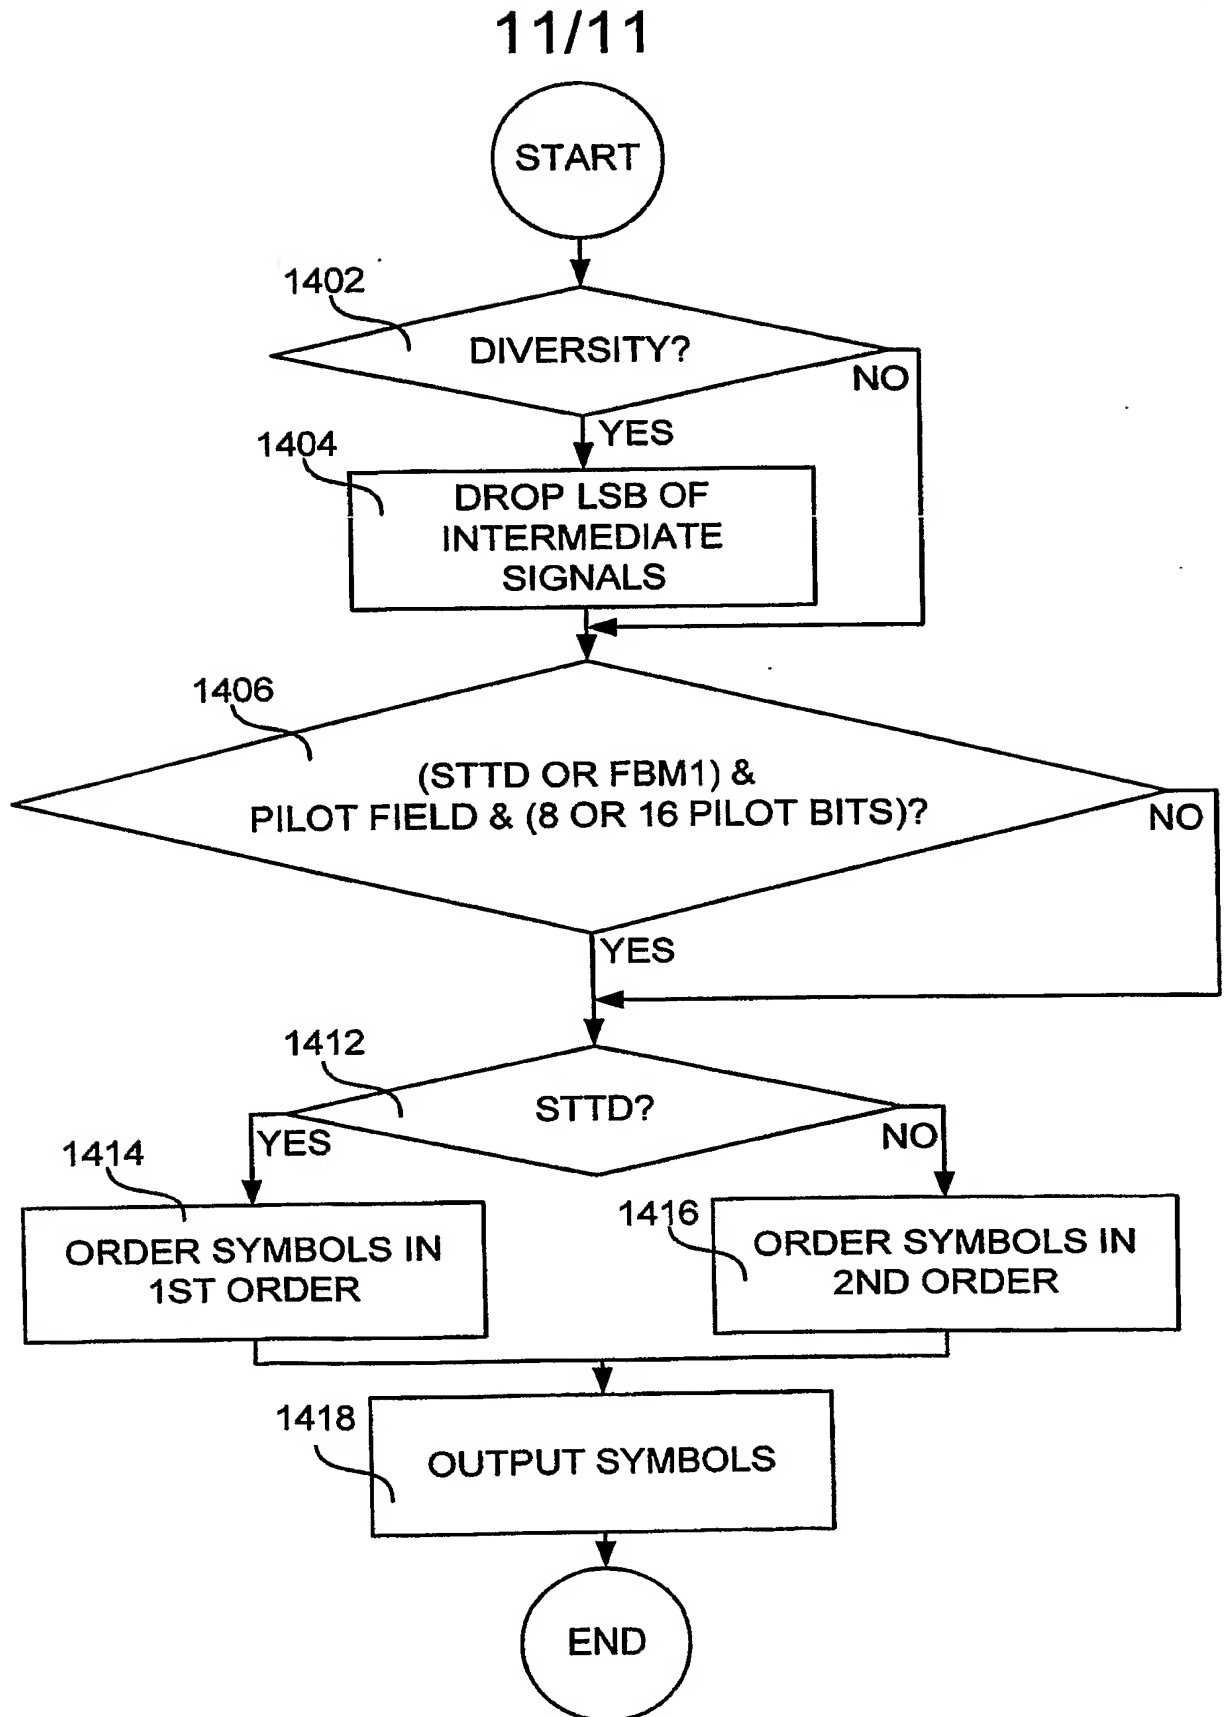 11/11
START
1402
DIVERSITY?
NO
YES
1404
DROP LSB OF
INTERMEDIATE
SIGNALS
1406
(STTD OR FBM1) &
PILOT FIELD & (8 OR 16 PILOT BITS)?
NO
YES
1412
STTD?
YES
NO
1414
ORDER SYMBOLS IN
1ST ORDER
1416
ORDER SYMBOLS IN
2ND ORDER
1418
OUTPUT SYMBOLS
END